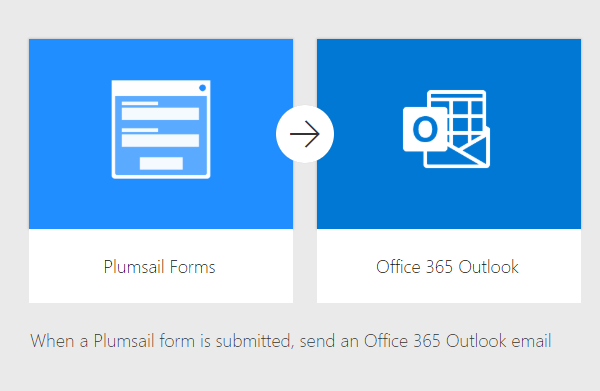 O
Plumsail Forms
Office 365 Outlook
When a Plumsail form is submitted, send an Office 365 Outlook email